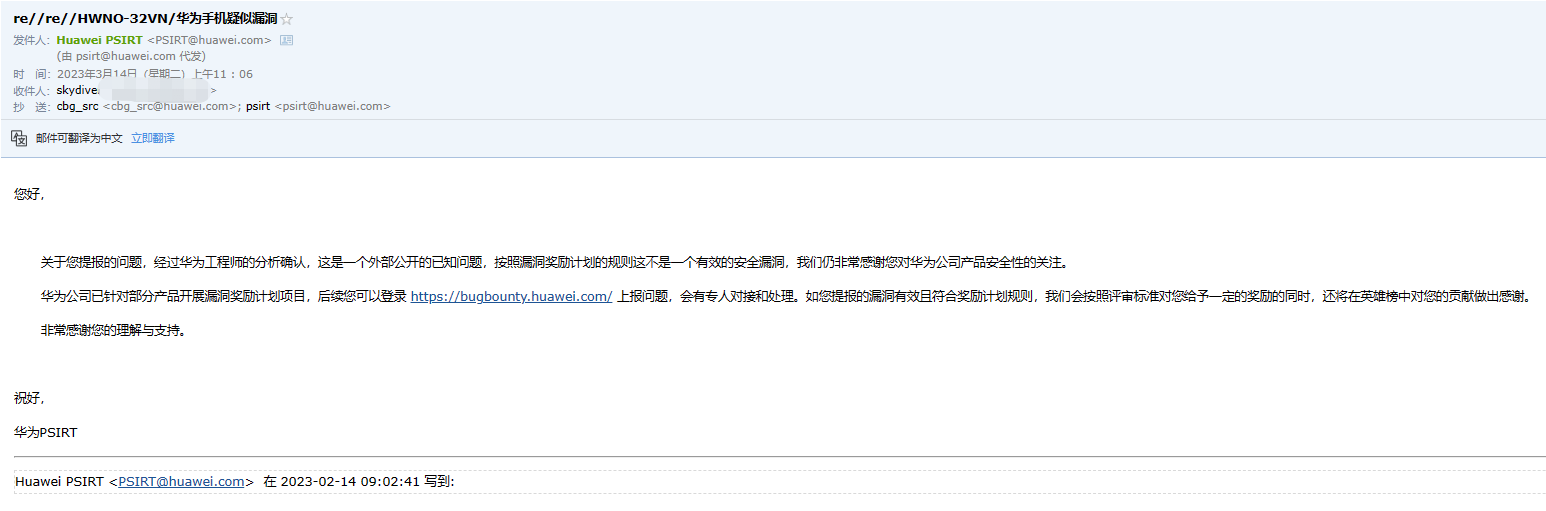 re//re//HWNO-32VN/华为手机疑似漏洞
发件人： Huawei PSIRT <PSIRT@huawei.com>
(由 psirt@huawei.com 代发)
时 间： 2023年3月14日（星期二）上午11：06
收件人： skydive >
抄 送： cbg_src <cbg_src@huawei.com>; psirt <psirt@huawei.com>
邮件可翻译为中文 立即翻译
您好，
关于您提报的问题，经过华为工程师的分析确认，这是一个外部公开的已知问题，按照漏洞奖励计划的规则这不是一个有效的安全漏洞，我们仍非常感谢您对华为公司产品安全性的关注。
华为公司已针对部分产品开展漏洞奖励计划项目，后续您可以登录 https://bugbounty.huawei.com/ 上报问题，会有专人对接和处理。如您提报的漏洞有效且符合奖励计划规则，我们会按照评审标准对您给予一定的奖励的同时，还将在英雄榜中对您的贡献做出感谢。
非常感谢您的理解与支持。
祝好，
华为PSIRT
Huawei PSIRT <PSIRT@huawei.com> 在 2023-02-14 09:02:41 写到: